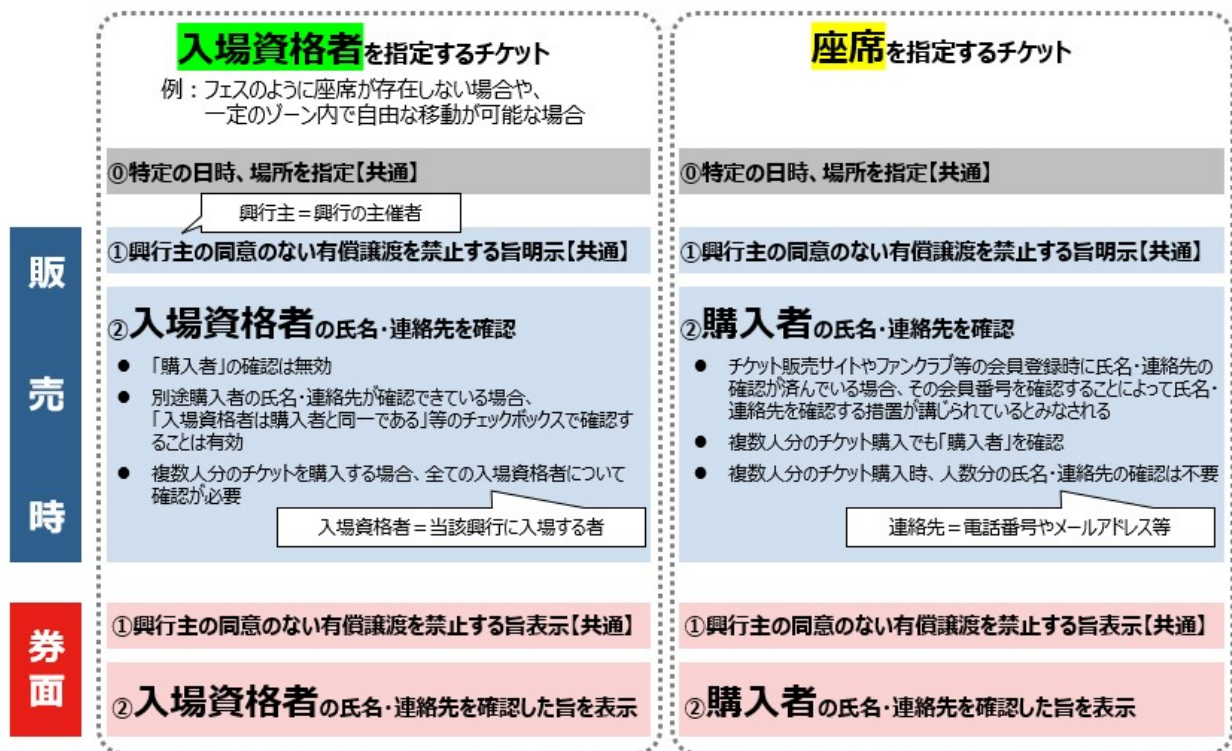 入場資格者を指定するチケット
例：フェスのように座席が存在しない場合や、
一定のゾーン内で自由な移動が可能な場合
⓪特定の日時、場所を指定【共通】
興行主＝興行の主催者
販売時
①興行主の同意のない有償譲渡を禁止する旨明示【共通】
②入場資格者の氏名・連絡先を確認
● 「購入者」の確認は無効
● 別途購入者の氏名・連絡先が確認できている場合、
「入場資格者は購入者と同一である」等のチェックボックスで確認す
ることは有効
● 複数人分のチケットを購入する場合、全ての入場資格者について
確認が必要
入場資格者＝当該興行に入場する者
券面
①興行主の同意のない有償譲渡を禁止する旨表示【共通】
②入場資格者の氏名・連絡先を確認した旨を表示
座席を指定するチケット
⓪特定の日時、場所を指定【共通】
①興行主の同意のない有償譲渡を禁止する旨明示【共通】
②購入者の氏名・連絡先を確認
● チケット販売サイトやファンクラブ等の会員登録時に氏名・連絡先の
確認が済んでいる場合、その会員番号を確認することによって氏名・
連絡先を確認する措置が講じられているとみなされる
● 複数人分のチケット購入でも「購入者」を確認
● 複数人分のチケット購入時、人数分の氏名・連絡先の確認は不要
連絡先＝電話番号やメールアドレス等
①興行主の同意のない有償譲渡を禁止する旨表示【共通】
②購入者の氏名・連絡先を確認した旨を表示